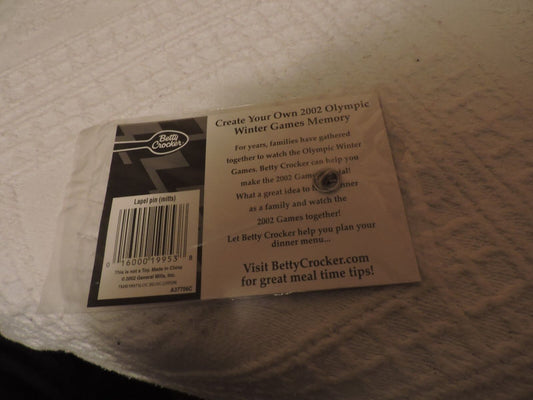 Betty
Crocker
Lapel pin (mitts)
0 16000 19953 8
This is not a Toy. Made in China
© 2002 General Mills, Inc.
A37706C
Create Your Own 2002 Olympic
Winter Games Memory
For years, families have gathered
together to watch the Olympic Winter
Games. Betty Crocker can help you
make the 2002 Games
What a great idea to
as a family and watch the
2002 Games together!
Let Betty Crocker help you plan your
dinner menu...
Visit BettyCrocker.com
for great meal time tips!